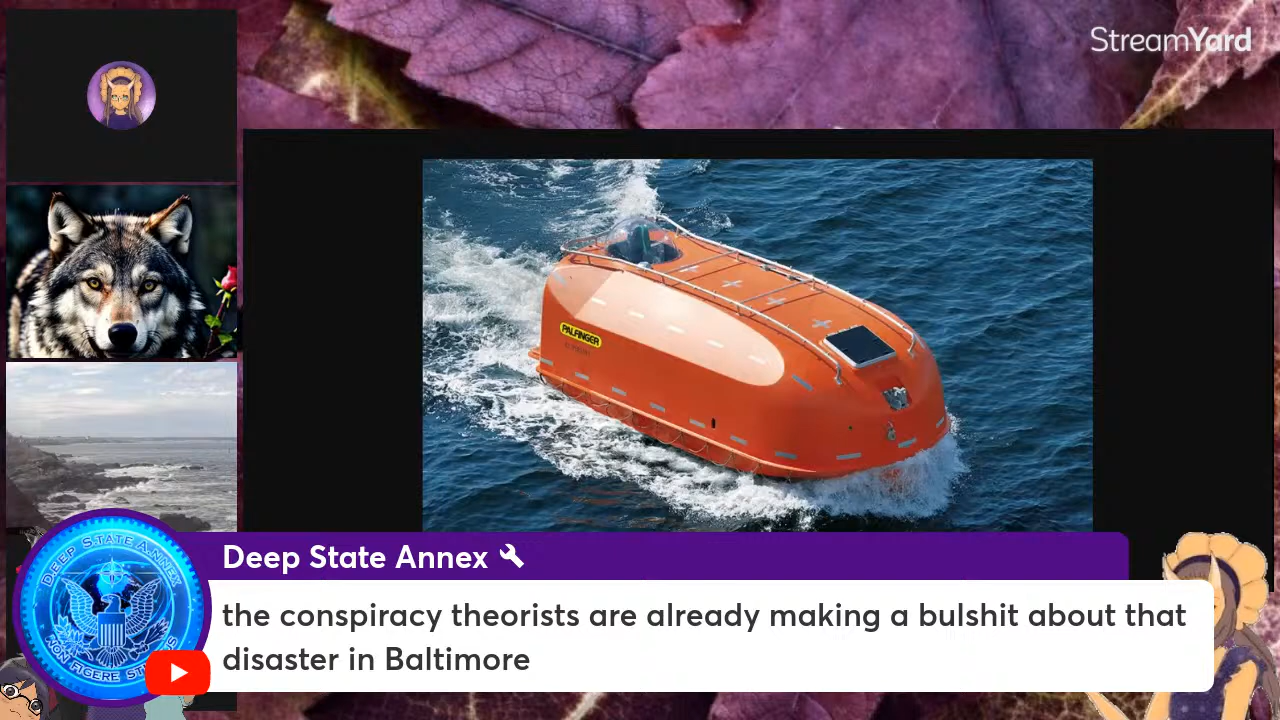 StreamYard
PALFINGER
Deep State Annex
DEEP STATE ANNEX
the conspiracy theorists are already making a bulshit about that
disaster in Baltimore